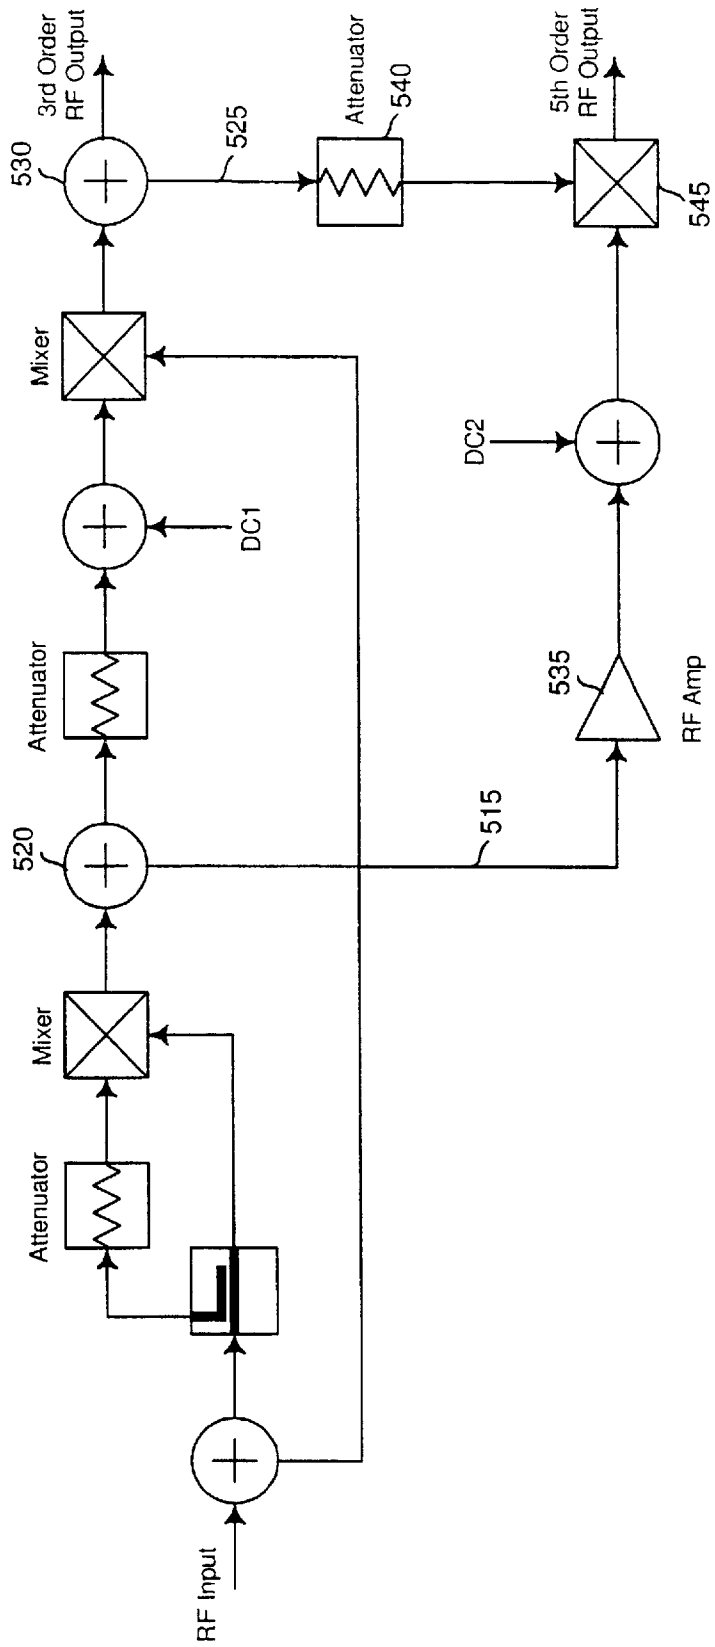 RF Input
Attenuator
Mixer
520
Attenuator
DC1
Mixer
530
3rd Order
RF Output
525
Attenuator
540
515
535
RF Amp
DC2
545
5th Order
RF Output